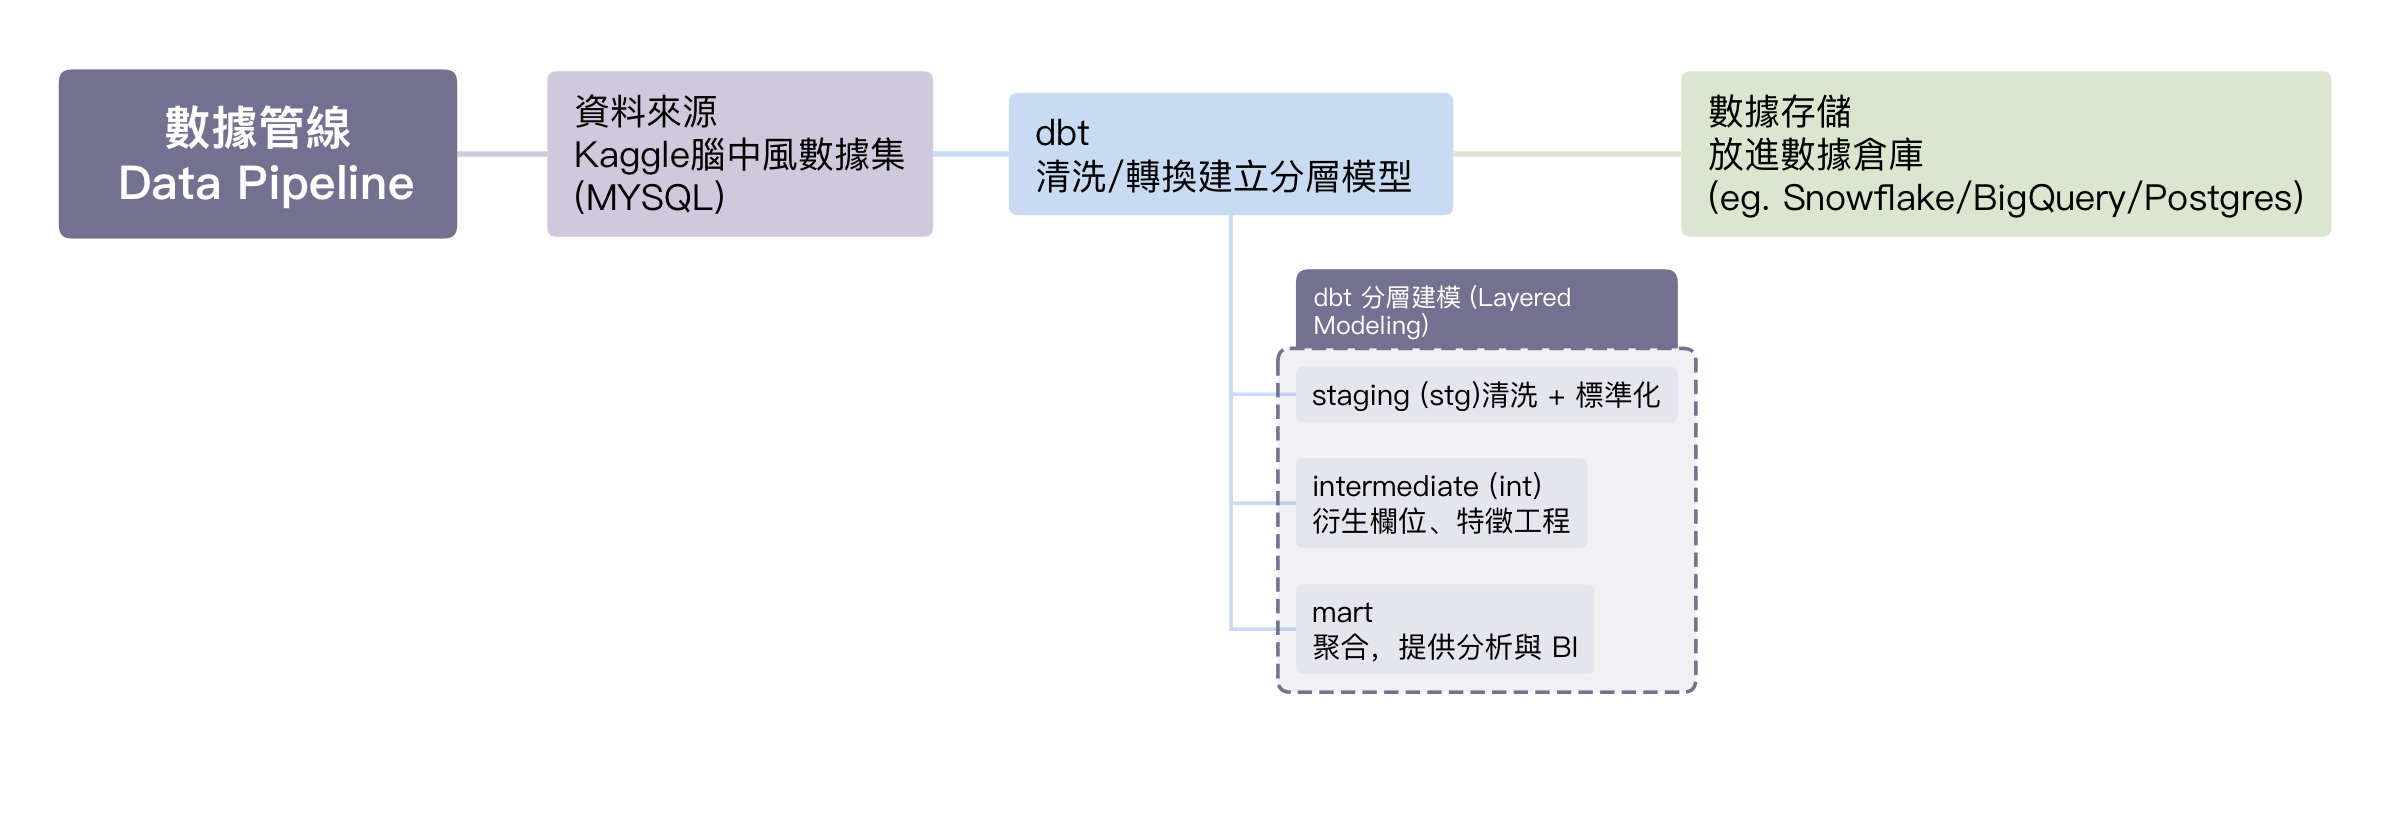 數據管線
Data Pipeline
資料來源
Kaggle腦中風數據集
(MYSQL)
dbt
清洗/轉換建立分層模型
數據存儲
放進數據倉庫
(eg. Snowflake/BigQuery/Postgres)
dbt 分層建模 (Layered
Modeling)
staging (stg)清洗 + 標準化
intermediate (int)
衍生欄位、特徵工程
mart
聚合，提供分析與 BI